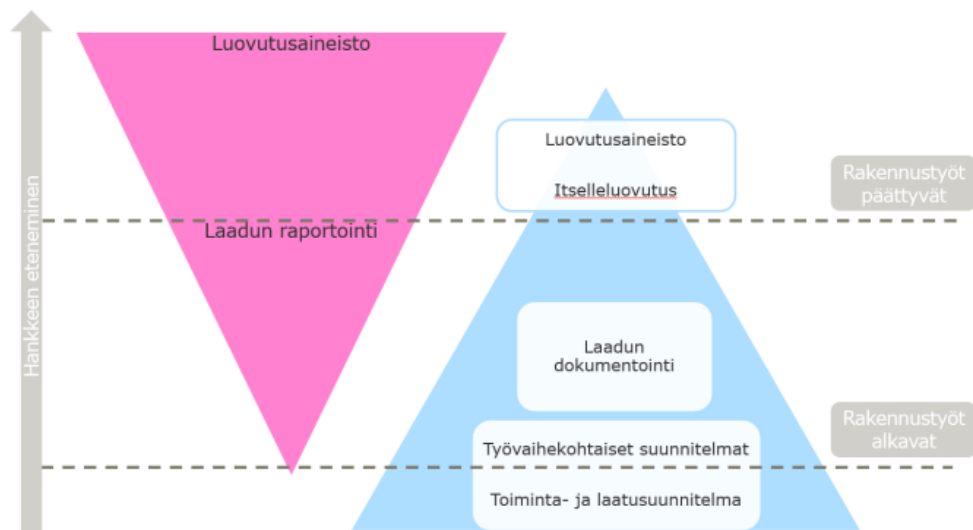 Luovutusaineisto
Luovutusaineisto
Itselleluovutus
Rakennustyöt
päättyvät
Laadun raportointi
Hankkeen eteneminen
Laadun
dokumentointi
Rakennustyöt
alkavat
Työvaihekohtaiset suunnitelmat
Toiminta- ja laatusuunnitelma